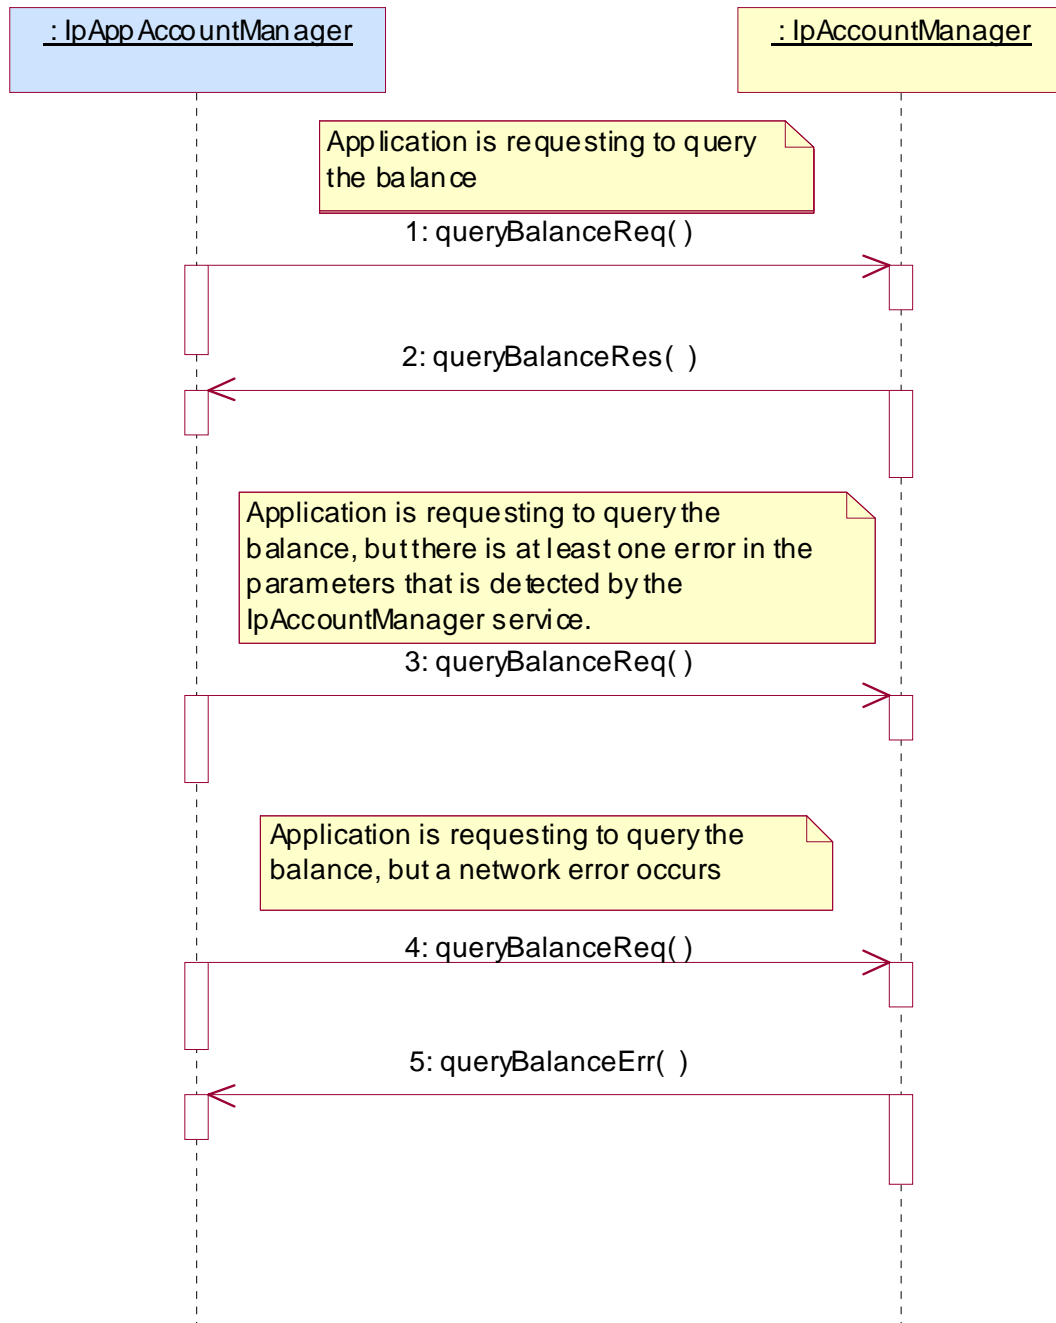 : IpAppAccountManager
: IpAccountManager
Application is requesting to query
the balance
1: queryBalanceReq( )
2: queryBalanceRes( )
Application is requesting to query the
balance, but there is at least one error in the
parameters that is detected by the
IpAccountManager service.
3: queryBalanceReq( )
Application is requesting to query the
balance, but a network error occurs
4: queryBalanceReq( )
5: queryBalanceErr( )